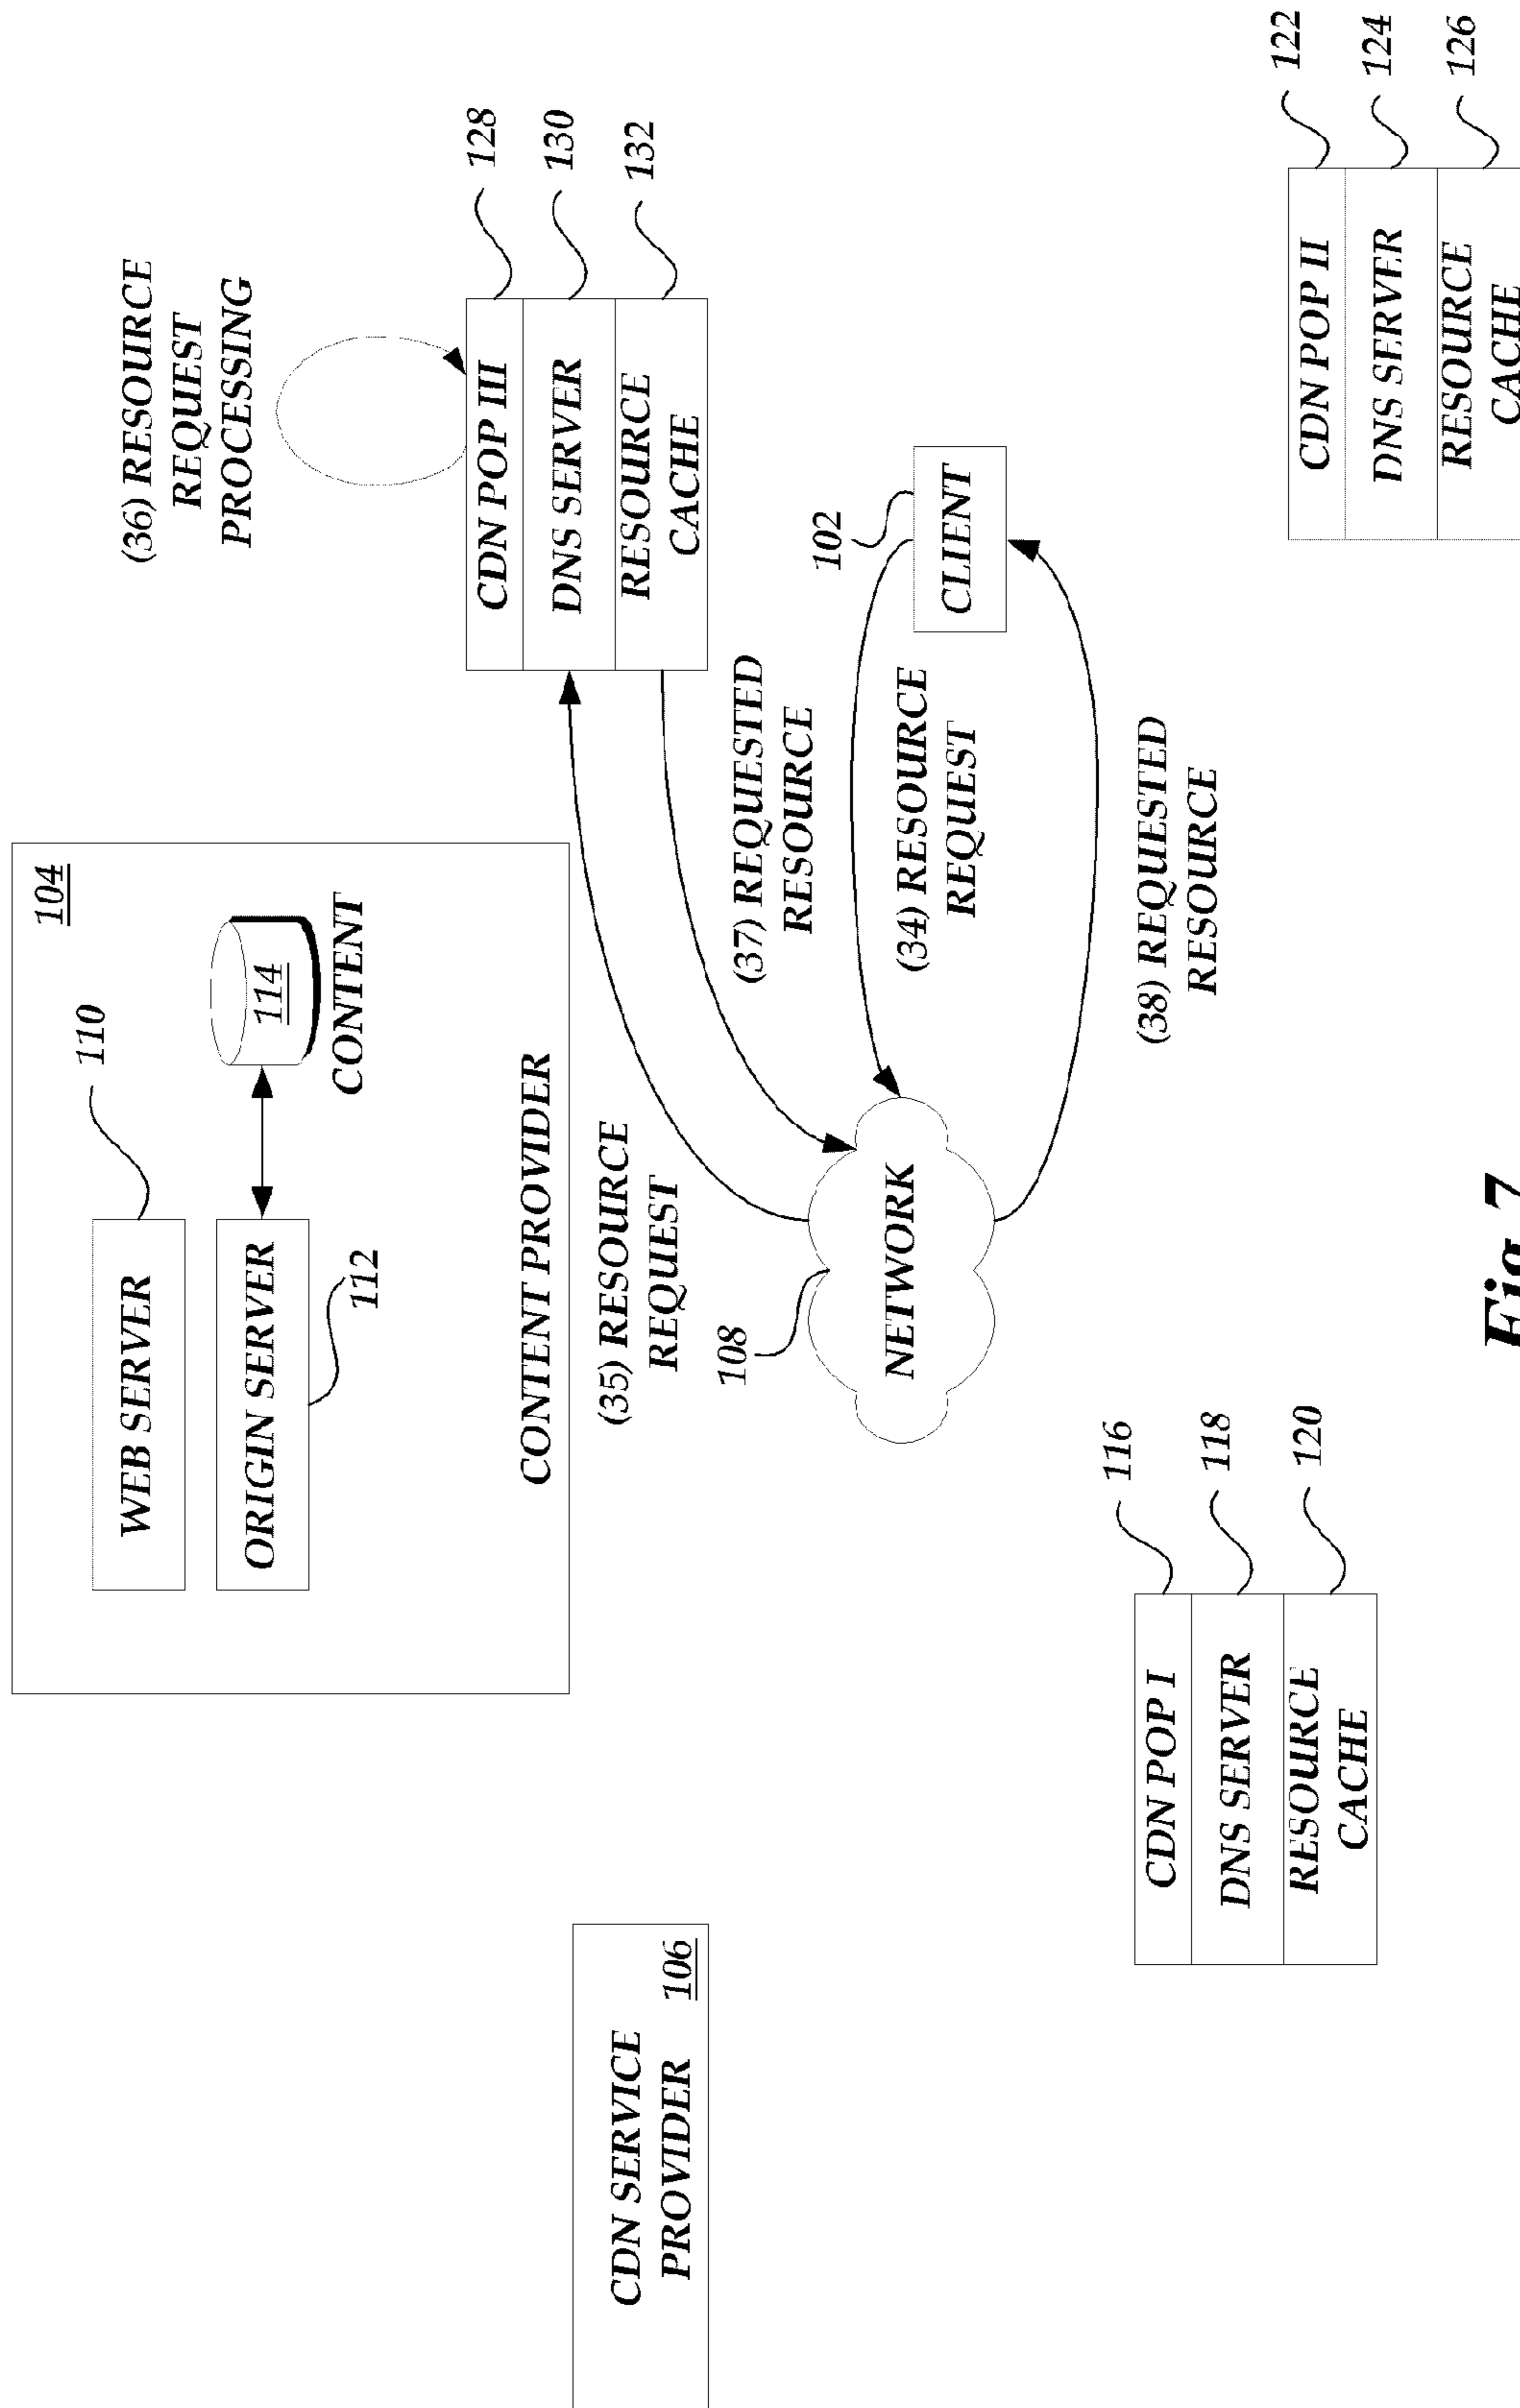 104
WEB SERVER
110
ORIGIN SERVER
112
114
CONTENT
CONTENT PROVIDER
(36) RESOURCE
REQUEST
PROCESSING
CDN POP III
128
DNS SERVER
130
RESOURCE
CACHE
132
CDN SERVICE
PROVIDER
106
(35) RESOURCE
REQUEST
108
NETWORK
(37) REQUESTED
RESOURCE
(34) RESOURCE
REQUEST
102
CLIENT
(38) REQUESTED
RESOURCE
CDN POP I
116
DNS SERVER
118
RESOURCE
CACHE
120
CDN POP II
122
DNS SERVER
124
RESOURCE
CACHE
126
Fig.7